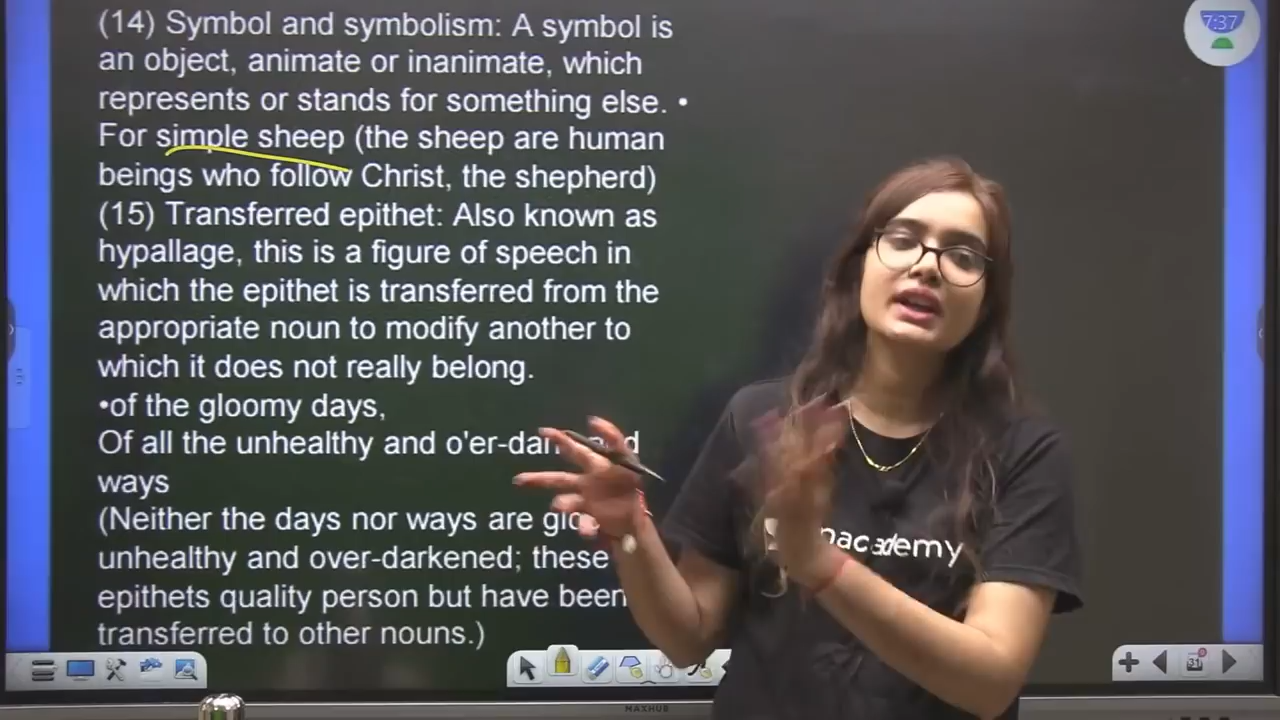 (14) Symbol and symbolism: A symbol is
an object, animate or inanimate, which
represents or stands for something else. •
For simple sheep (the sheep are human
beings who follow Christ, the shepherd)
(15) Transferred epithet: Also known as
hypallage, this is a figure of speech in
which the epithet is transferred from the
appropriate noun to modify another to
which it does not really belong.
•of the gloomy days,
Of all the unhealthy and
ways
(Neither the days nor ways are
unhealthy and over-darkened; these
epithets quality person but have been
transferred to other nouns.)
7:37
nacademy
31
MAXHUB